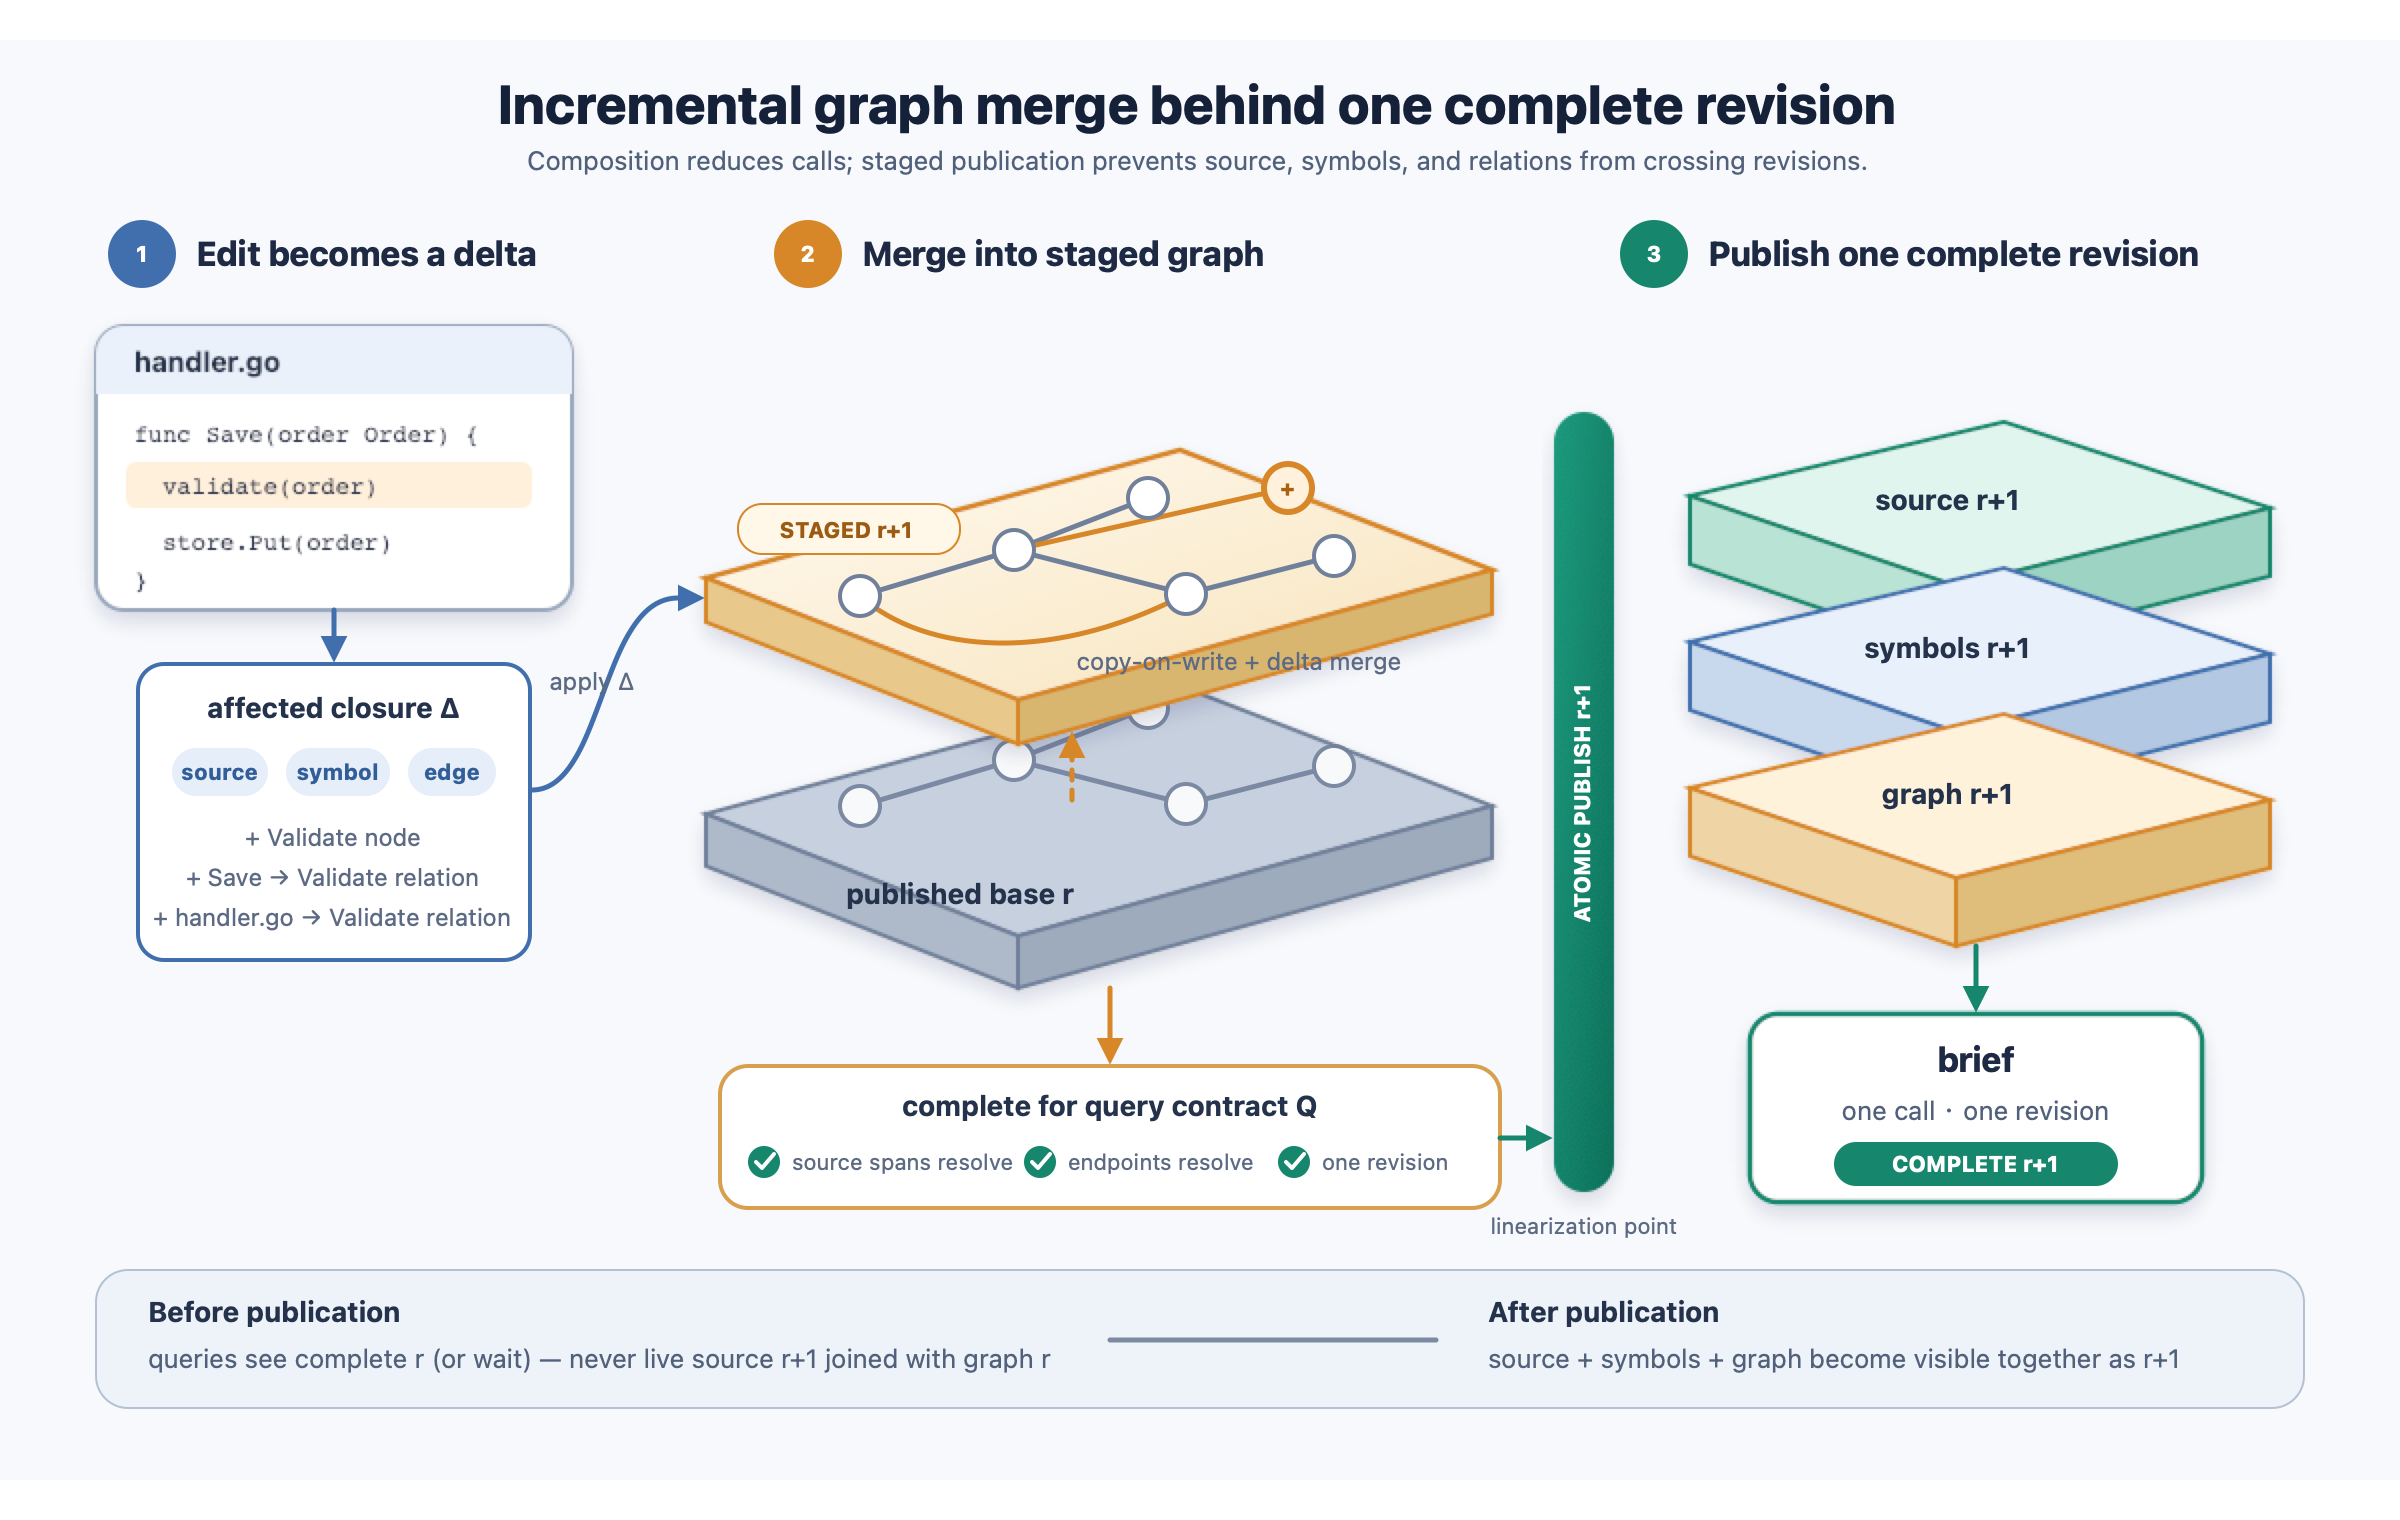 Incremental graph merge behind one complete revision
Composition reduces calls; staged publication prevents source, symbols, and relations from crossing revisions.
1 Edit becomes a delta
handler.go
func Save(order Order) {
validate(order)
store.Put(order)
}
affected closure Δ
source symbol edge
+ Validate node
+ Save → Validate relation
+ handler.go → Validate relation
apply Δ
2 Merge into staged graph
STAGED r+1
+
copy-on-write + delta merge
published base r
complete for query contract Q
source spans resolve endpoints resolve one revision
ATOMIC PUBLISH r+1
linearization point
3 Publish one complete revision
source r+1
symbols r+1
graph r+1
brief
one call · one revision
COMPLETE r+1
Before publication
queries see complete r (or wait) — never live source r+1 joined with graph r
After publication
source + symbols + graph become visible together as r+1